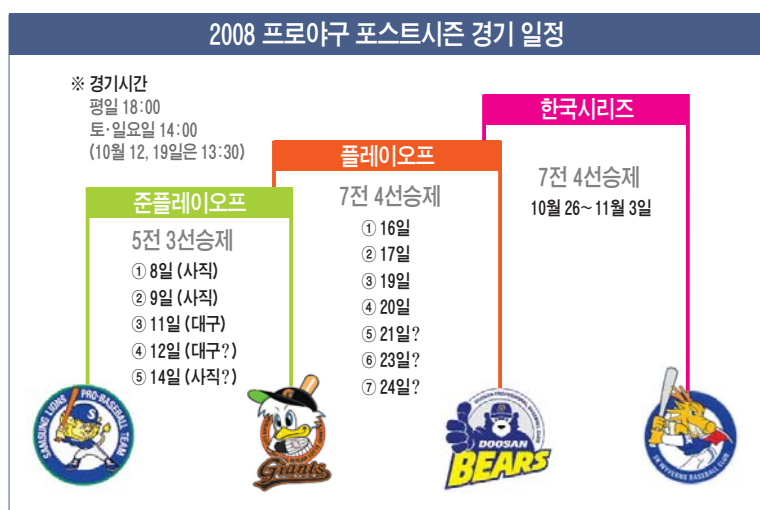 2008 프로야구 포스트시즌 경기 일정
※ 경기시간
평일 18:00
토·일요일 14:00
(10월 12, 19일은 13:30)
준플레이오프
5전 3선승제
① 8일 (사직)
② 9일 (사직)
③ 11일 (대구)
④ 12일 (대구?)
⑤ 14일 (사직?)
플레이오프
7전 4선승제
① 16일
② 17일
③ 19일
④ 20일
⑤ 21일?
⑥ 23일?
⑦ 24일?
한국시리즈
7전 4선승제
10월 26~11월 3일
SAMSUNG LIONS PRO-BASEBALL TEAM
S
Giants
DOOSAN
BEARS
SK WYVERNS BASEBALL CLUB